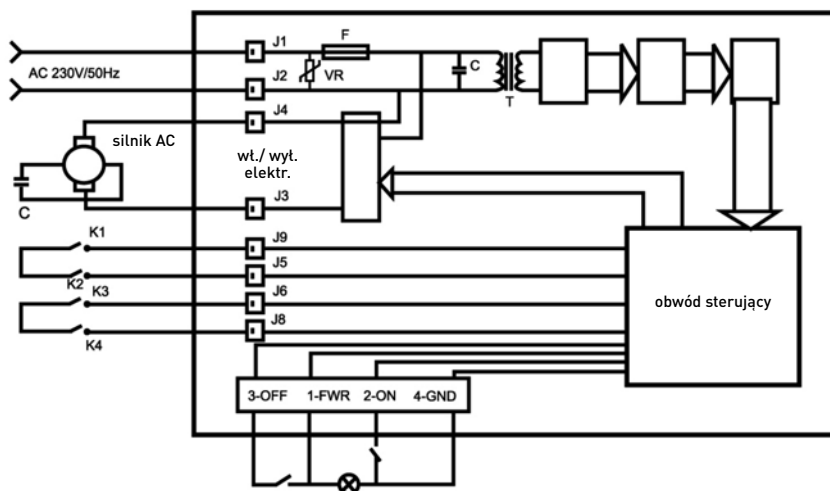 J1
F
AC 230V/50Hz
J2
VR
C
T
J4
silnik AC
wł./ wył.
elektr.
C
J3
K1
J9
K2
K3
J5
J6
K4
J8
obwód sterujący
3-OFF 1-FWR 2-ON 4-GND